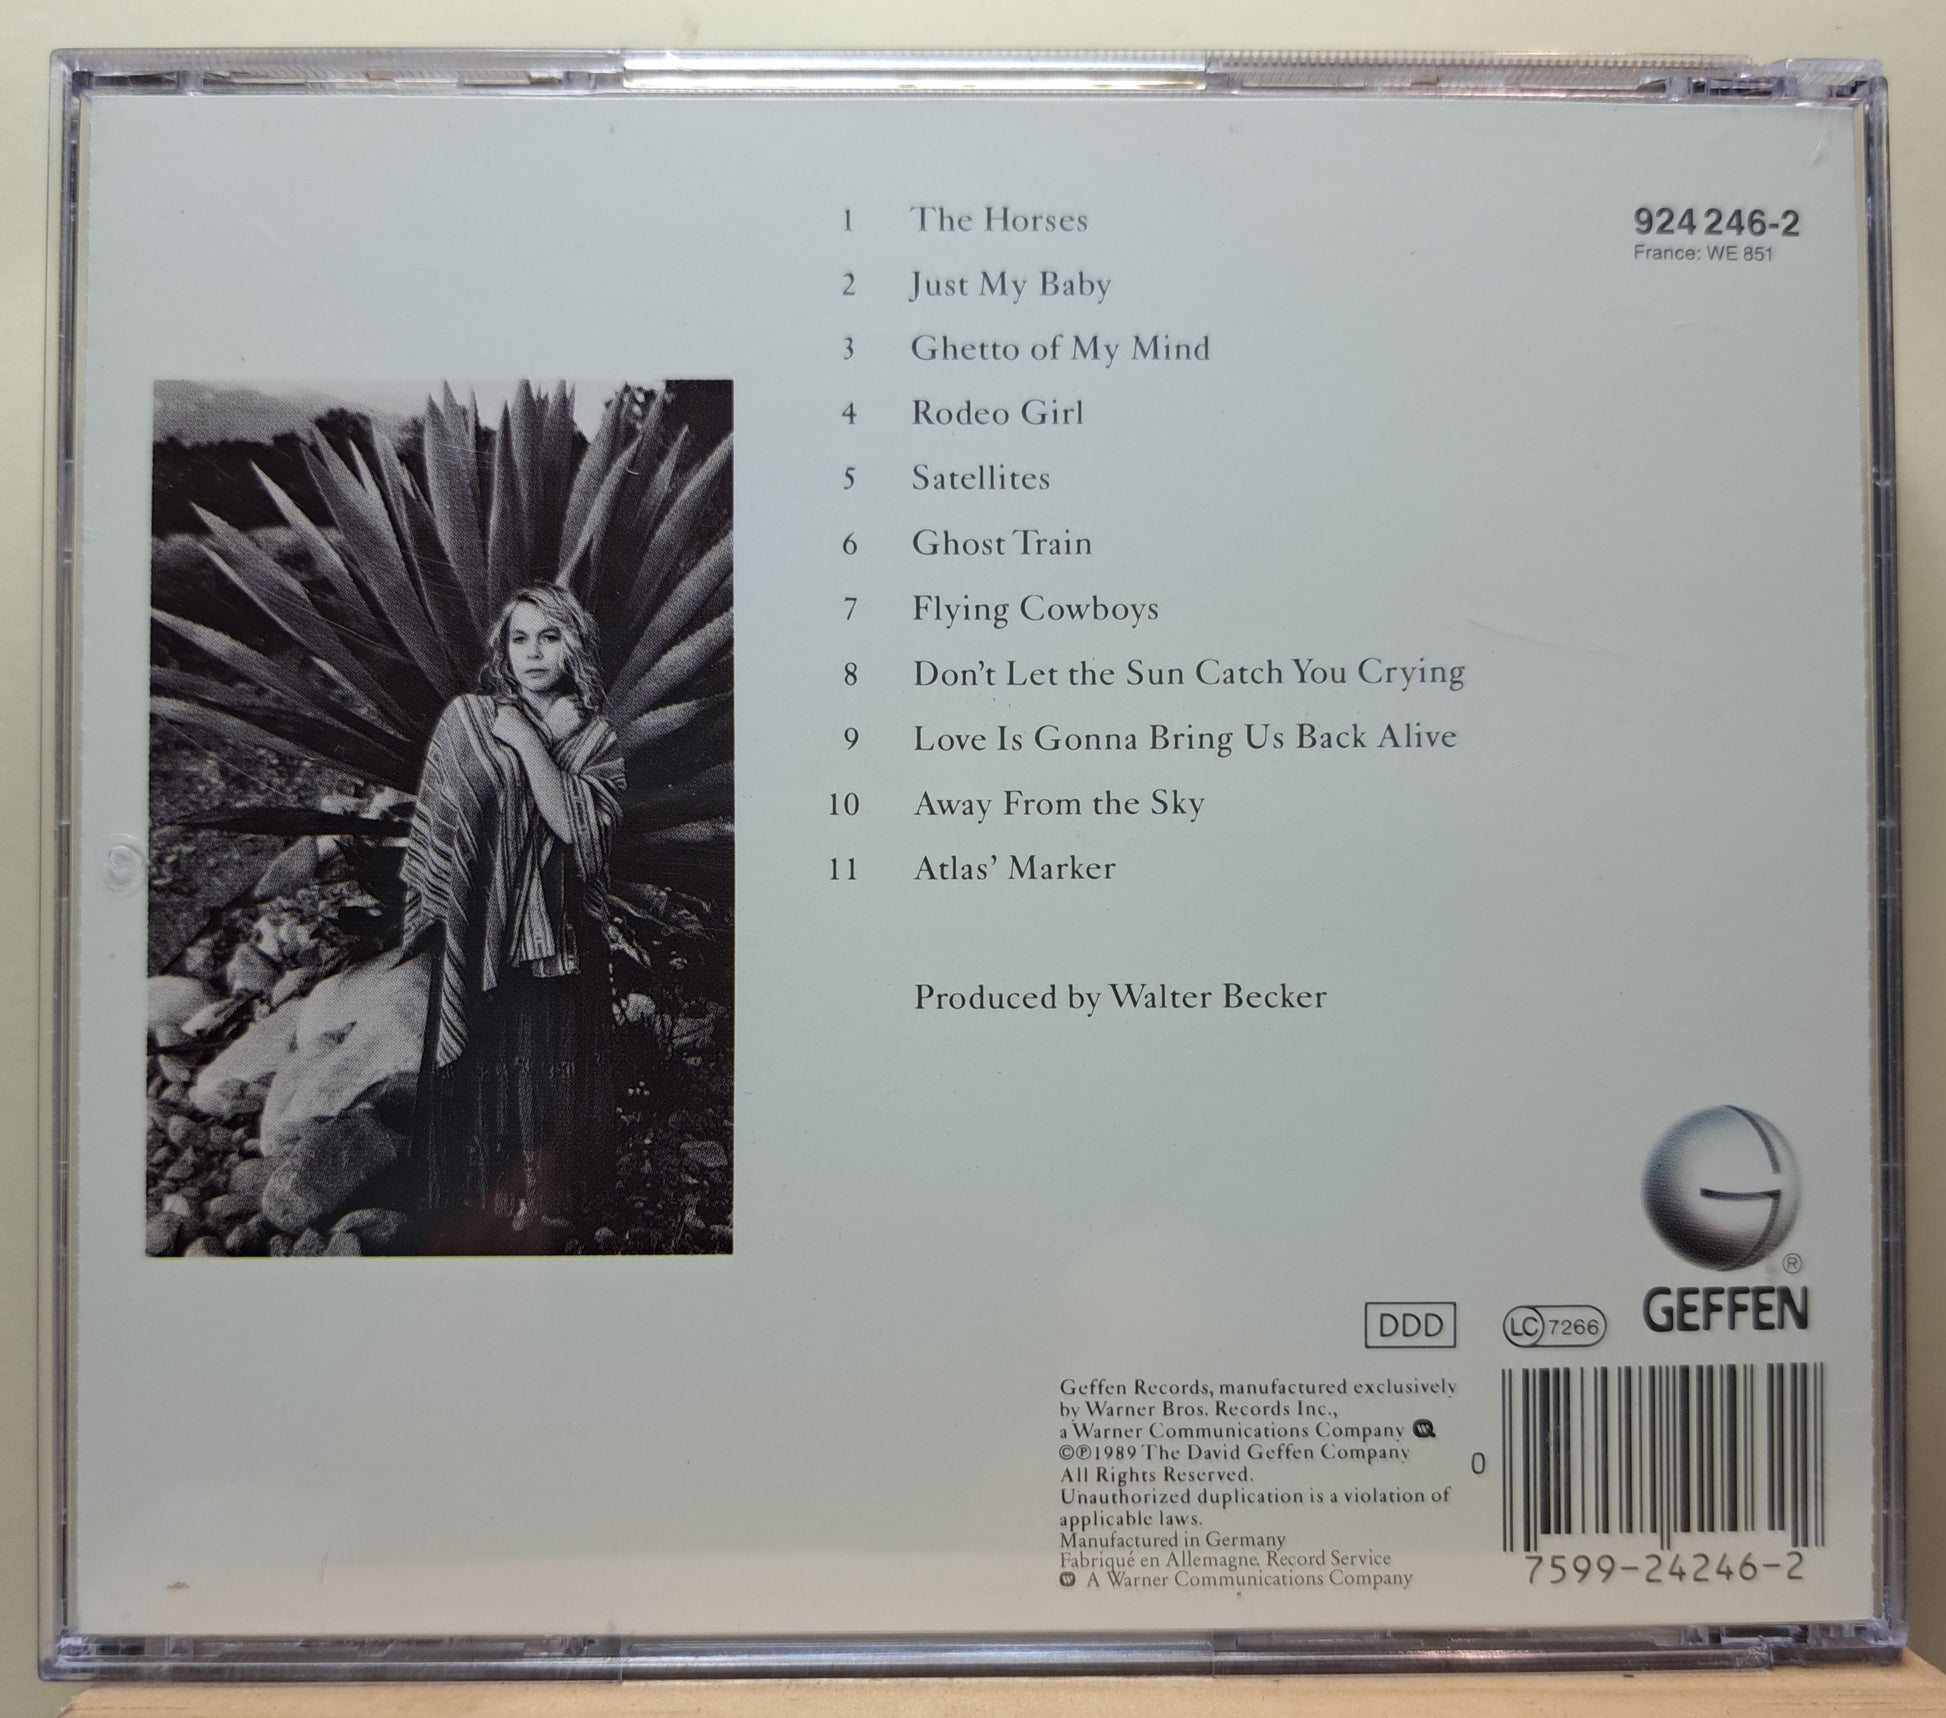 1 The Horses
2 Just My Baby
3 Ghetto of My Mind
4 Rodeo Girl
5 Satellites
6 Ghost Train
7 Flying Cowboys
8 Don't Let the Sun Catch You Crying
9 Love Is Gonna Bring Us Back Alive
10 Away From the Sky
11 Atlas' Marker
Produced by Walter Becker
924 246-2
France: WE 851
®
GEFFEN
DDD
LC 7266
Geffen Records, manufactured exclusively
by Warner Bros. Records Inc.,
a Warner Communications Company
©℗1989 The David Geffen Company
All Rights Reserved.
Unauthorized duplication is a violation of
applicable laws.
Manufactured in Germany
Fabriqué en Allemagne, Record Service
A Warner Communications Company
0
7599-24246-2